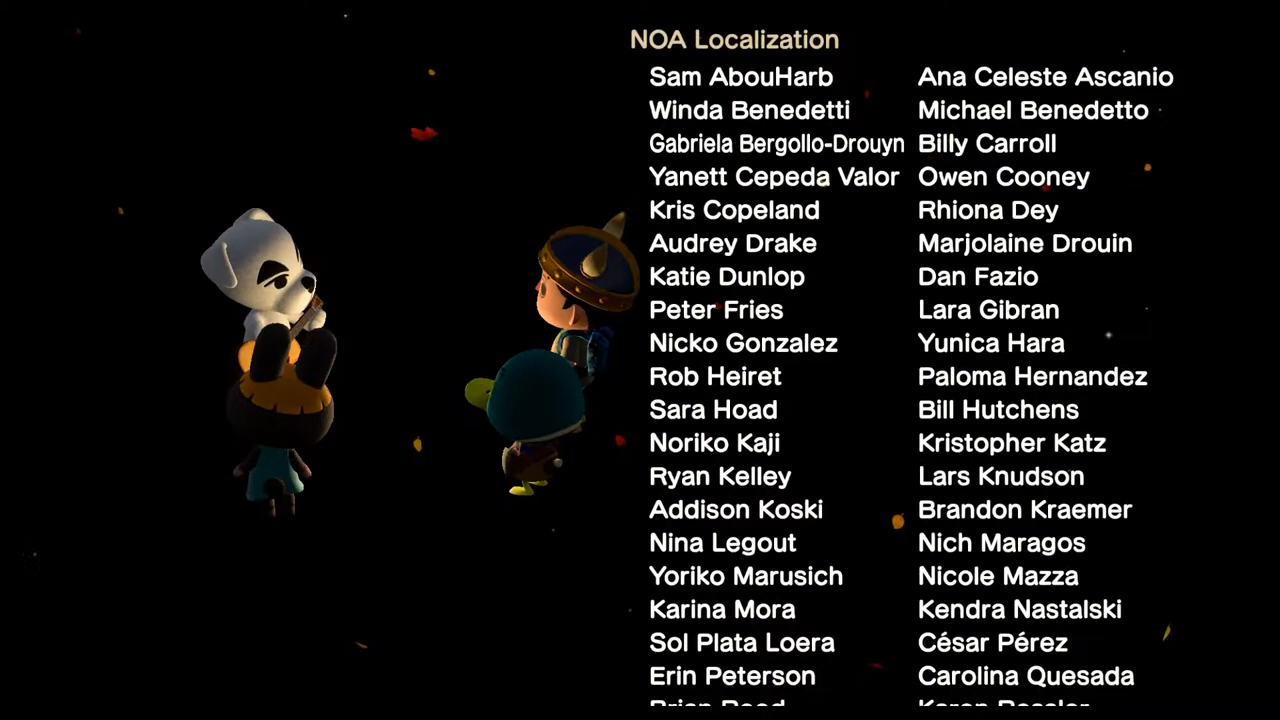 NOA Localization
Sam AbouHarb Ana Celeste Ascanio
Winda Benedetti Michael Benedetto
Gabriela Bergollo-Drouyn Billy Carroll
Yanett Cepeda Valor Owen Cooney
Kris Copeland Rhiona Dey
Audrey Drake Marjolaine Drouin
Katie Dunlop Dan Fazio
Peter Fries Lara Gibran
Nicko Gonzalez Yunica Hara
Rob Heiret Paloma Hernandez
Sara Hoad Bill Hutchens
Noriko Kaji Kristopher Katz
Ryan Kelley Lars Knudson
Addison Koski Brandon Kraemer
Nina Legout Nich Maragos
Yoriko Marusich Nicole Mazza
Karina Mora Kendra Nastalski
Sol Plata Loera César Pérez
Erin Peterson Carolina Quesada